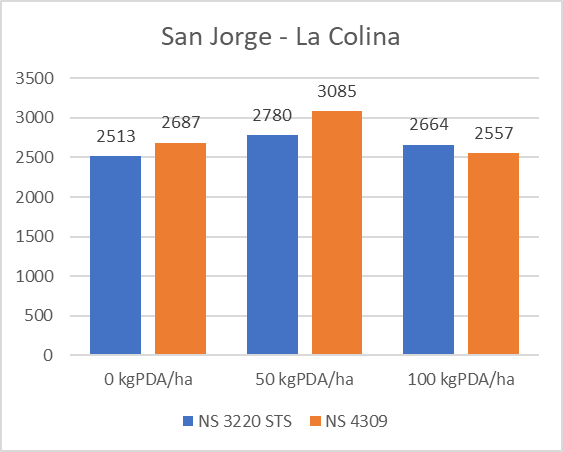 San Jorge - La Colina
3500
3000
2500
2000
1500
1000
500
0
2513
2687
2780
3085
2664
2557
0 kgPDA/ha
50 kgPDA/ha
100 kgPDA/ha
NS 3220 STS
NS 4309